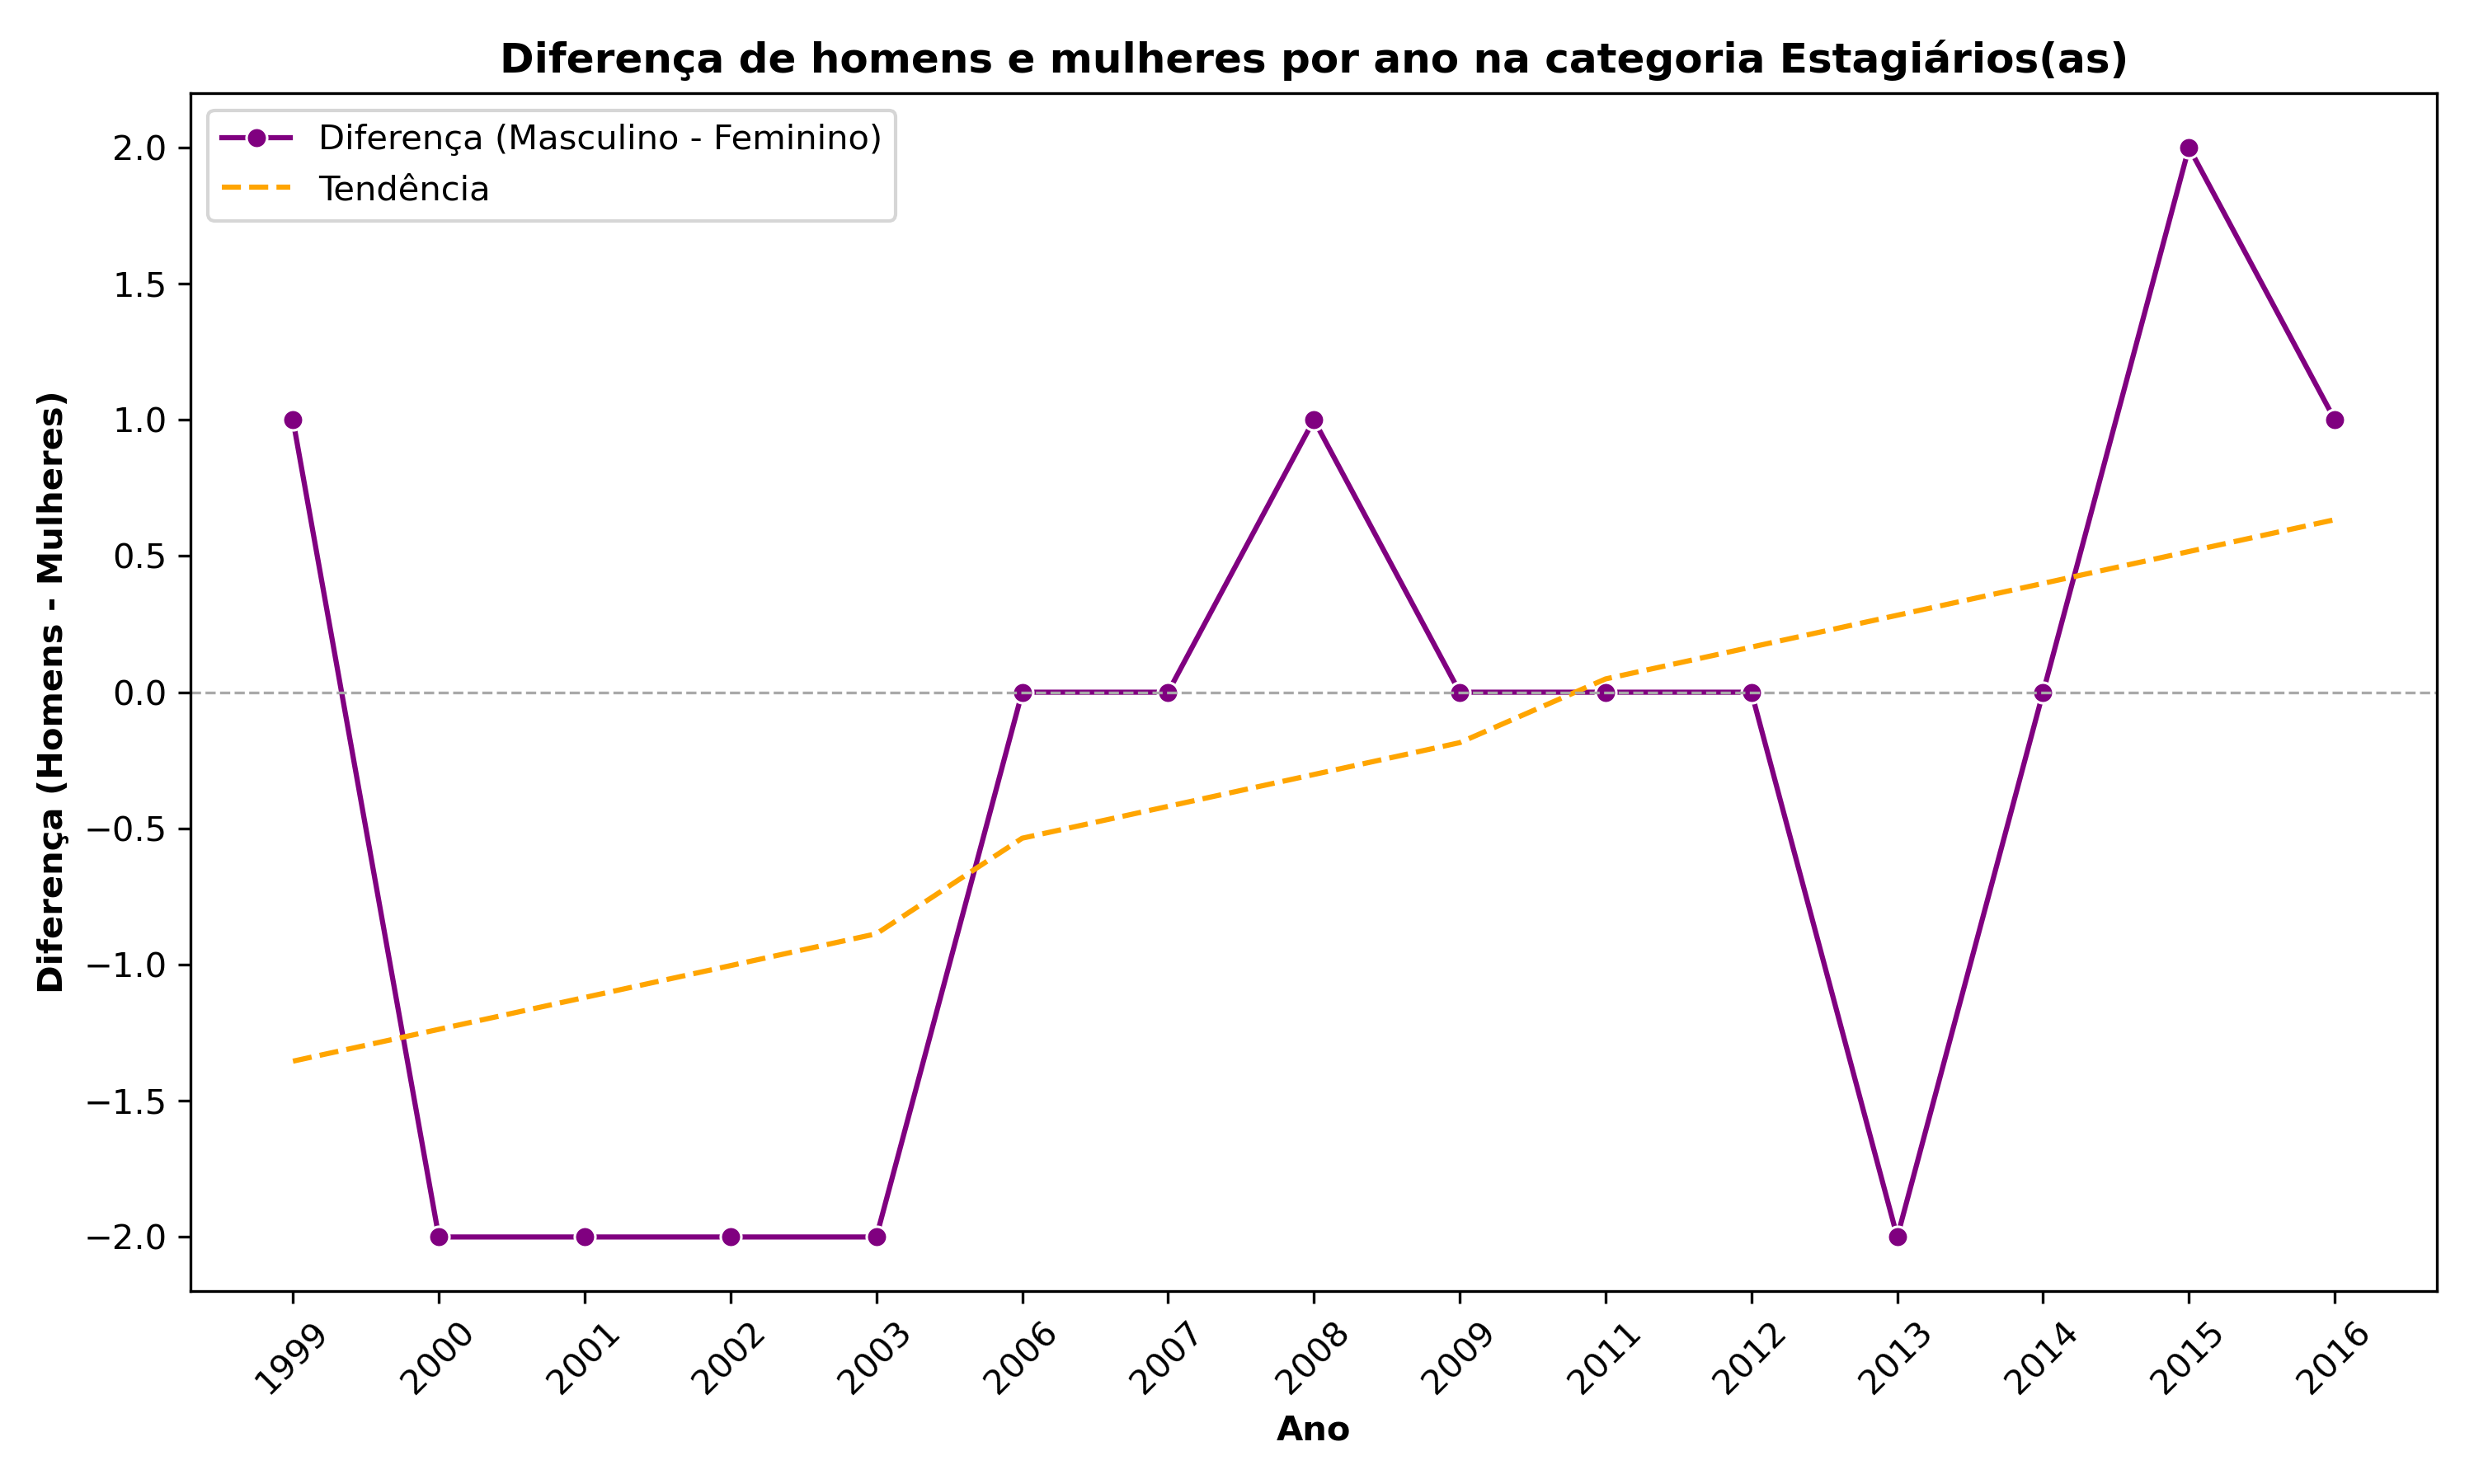 Diferença de homens e mulheres por ano na categoria Estagiários(as)
Diferença (Masculino - Feminino)
Tendência
Diferença (Homens - Mulheres)
2.0
1.5
1.0
0.5
0.0
−0.5
−1.0
−1.5
−2.0
1999 2000 2001 2002 2003 2006 2007 2008 2009 2011 2012 2013 2014 2015 2016
Ano